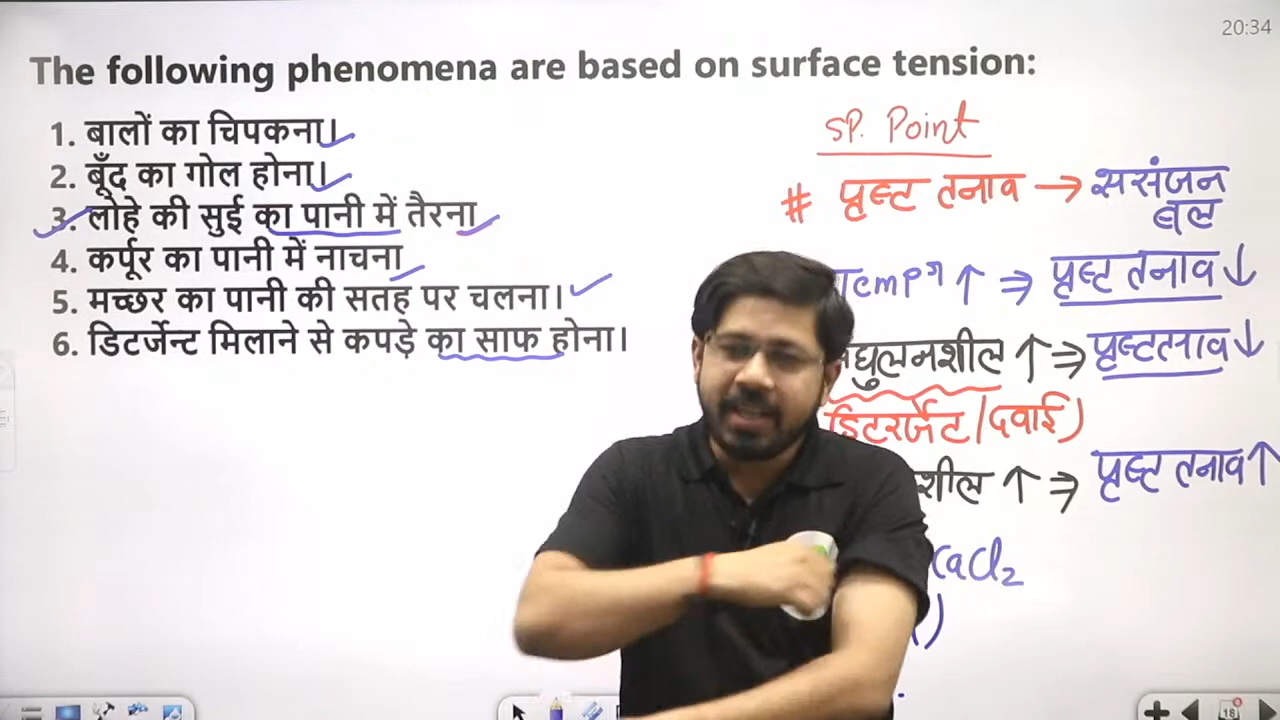 20:34
The following phenomena are based on surface tension:
1. बालों का चिपकना।
2. बूँद का गोल होना।
3. लोहे की सुई का पानी में तैरना
4. कर्पूर का पानी में नाचना
5. मच्छर का पानी की सतह पर चलना।
6. डिटर्जेन्ट मिलाने से कपड़े का साफ होना।
SP. Point
# पृष्ट तनाव → ससंजन
बल
↑ ⇒ पृष्ट तनाव ↓
घुलनशील ↑ ⇒ पृष्टतनाव ↓
डिटरजेंट/दवाई)
शील ↑ ⇒ पृष्ट तनाव ↑
CaCl2
)
18